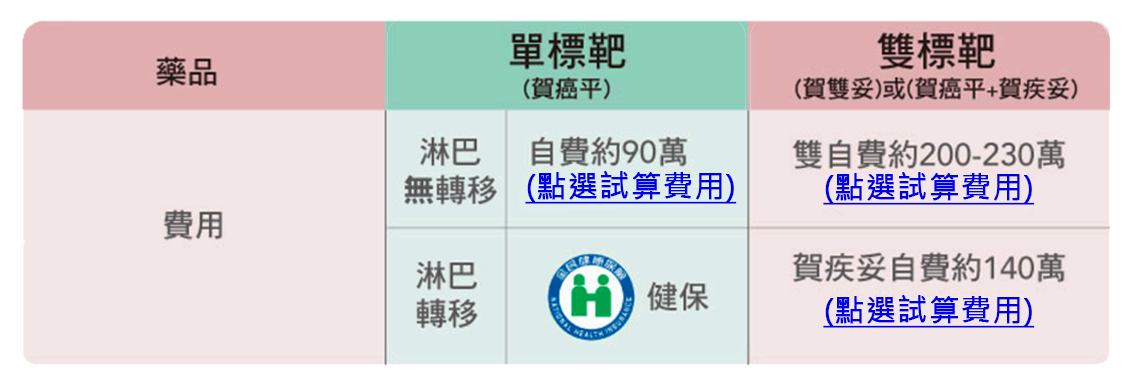 藥品
單標靶
(賀癌平)
雙標靶
(賀雙妥)或(賀癌平+賀疾妥)
費用
淋巴
無轉移
自費約90萬
(點選試算費用)
雙自費約200-230萬
(點選試算費用)
淋巴
轉移
全民健康保險
NATIONAL HEALTH INSURANCE
健保
賀疾妥自費約140萬
(點選試算費用)